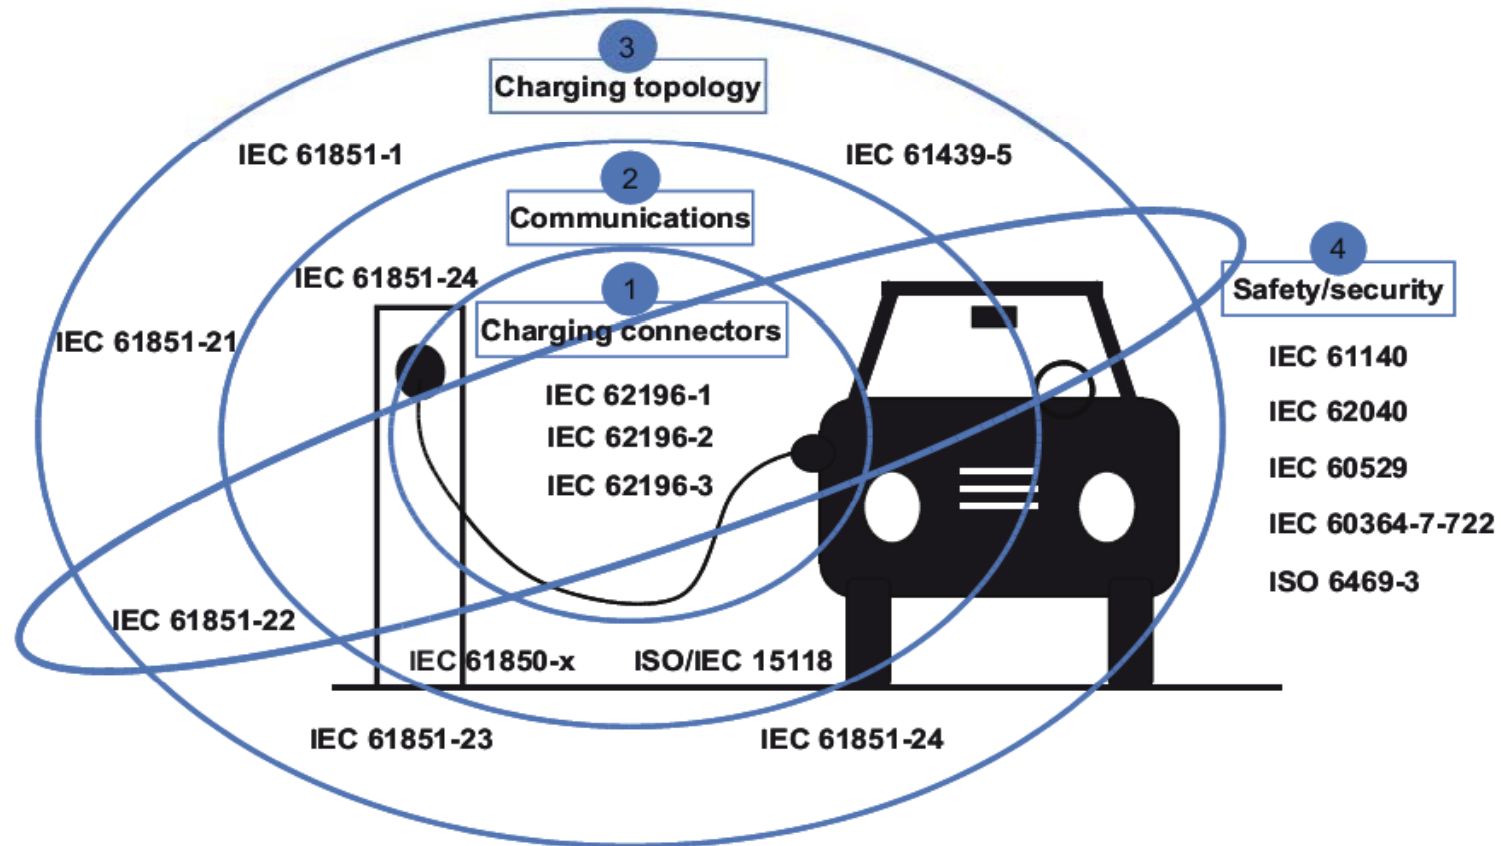 3
Charging topology
IEC 61851-1
IEC 61439-5
2
Communications
4
Safety/security
IEC 61851-24
1
Charging connectors
IEC 61851-21
IEC 61140
IEC 62196-1
IEC 62040
IEC 62196-2
IEC 60529
IEC 62196-3
IEC 60364-7-722
ISO 6469-3
IEC 61851-22
IEC 61850-x
ISO/IEC 15118
IEC 61851-23
IEC 61851-24